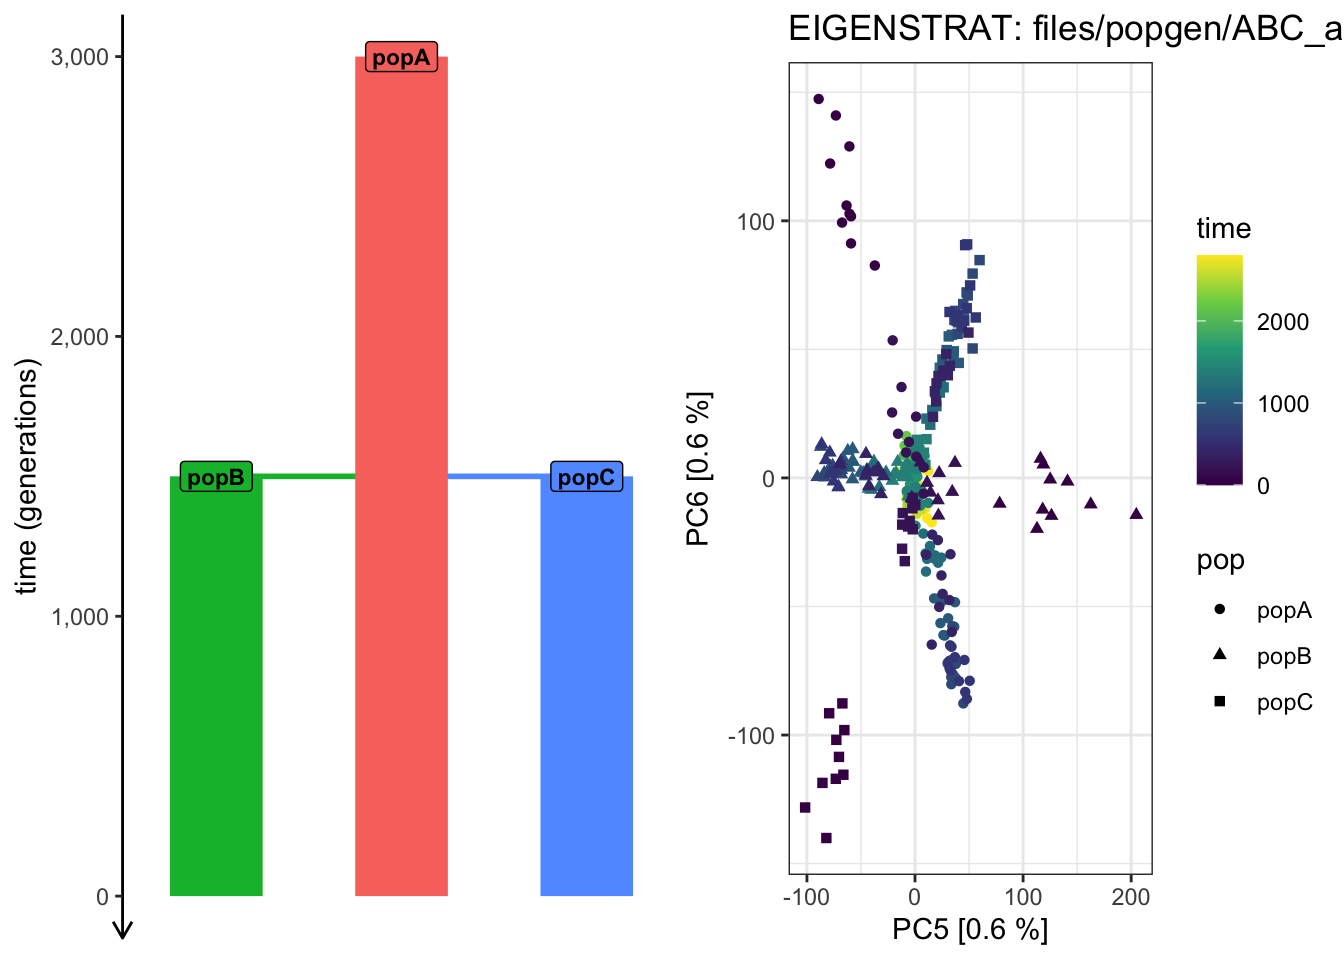 time (generations)
3,000
2,000
1,000
0
popA
popB
popC
EIGENSTRAT: files/popgen/ABC_a
PC6 [0.6 %]
100
0
-100
-100
0
100
200
PC5 [0.6 %]
time
2000
1000
0
pop
popA
popB
popC